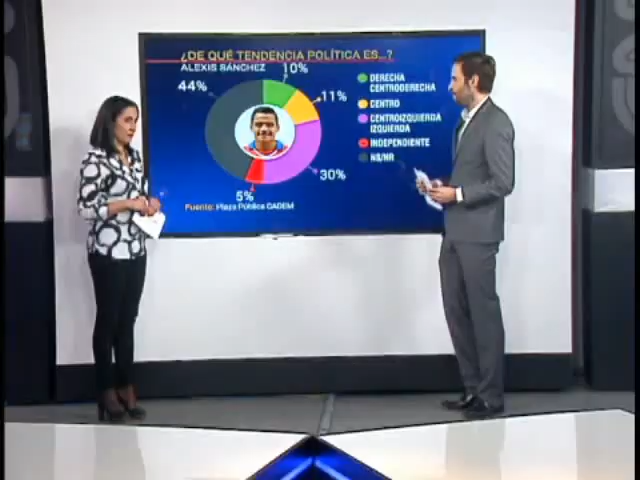 ¿DE QUÉ TENDENCIA POLÍTICA ES...?
ALEXIS SÁNCHEZ
10%
44%
11%
30%
5%
DERECHA
CENTRODERECHA
CENTRO
CENTROIZQUIERDA
IZQUIERDA
INDEPENDIENTE
NS/NR
Fuente: Plaza Pública CADEM